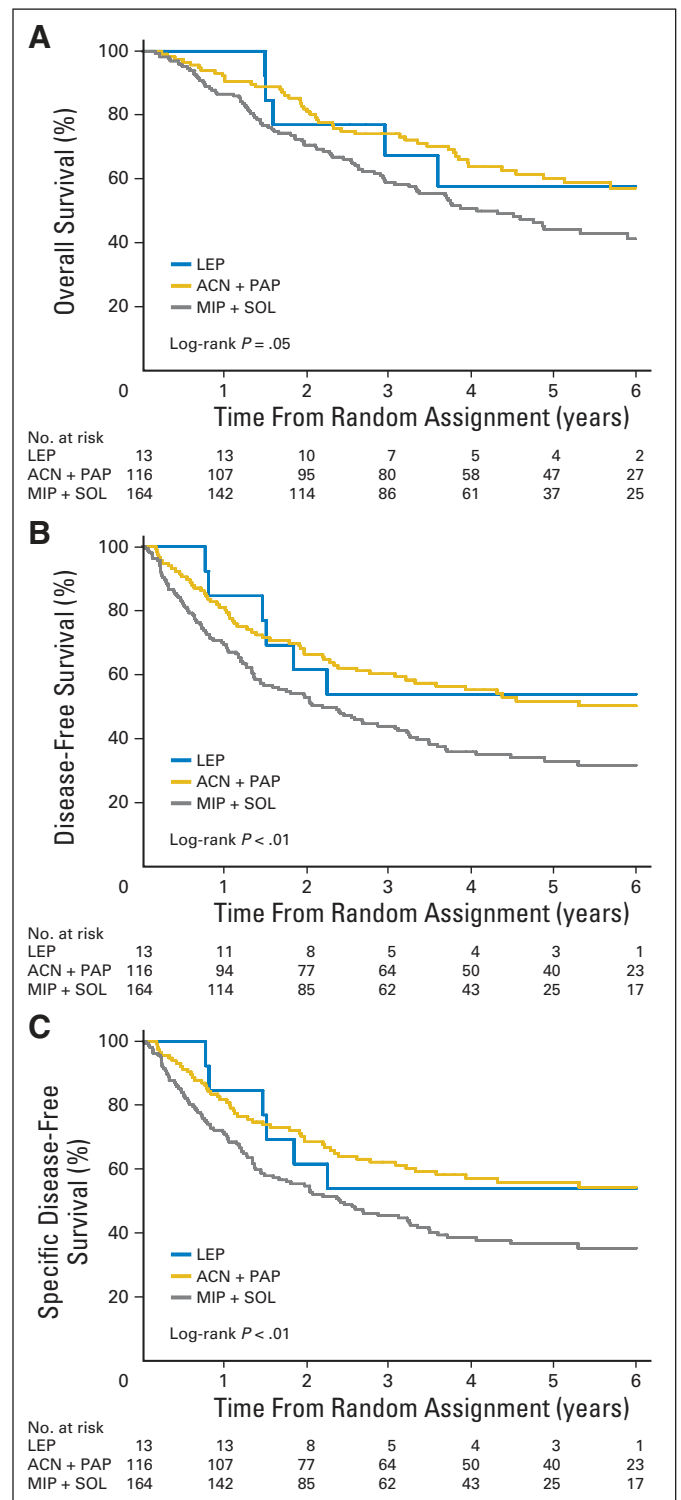 A
Overall Survival (%)
100
80
60
40
20
LEP
ACN + PAP
MIP + SOL
Log-rank P = .05
0 1 2 3 4 5 6
Time From Random Assignment (years)
No. at risk
LEP 13 13 10 7 5 4 2
ACN + PAP 116 107 95 80 58 47 27
MIP + SOL 164 142 114 86 61 37 25
B
Disease-Free Survival (%)
100
80
60
40
20
LEP
ACN + PAP
MIP + SOL
Log-rank P < .01
0 1 2 3 4 5 6
Time From Random Assignment (years)
No. at risk
LEP 13 11 8 5 4 3 1
ACN + PAP 116 94 77 64 50 40 23
MIP + SOL 164 114 85 62 43 25 17
C
Specific Disease-Free
Survival (%)
100
80
60
40
20
LEP
ACN + PAP
MIP + SOL
Log-rank P < .01
0 1 2 3 4 5 6
Time From Random Assignment (years)
No. at risk
LEP 13 13 8 5 4 3 1
ACN + PAP 116 107 77 64 50 40 23
MIP + SOL 164 142 85 62 43 25 17